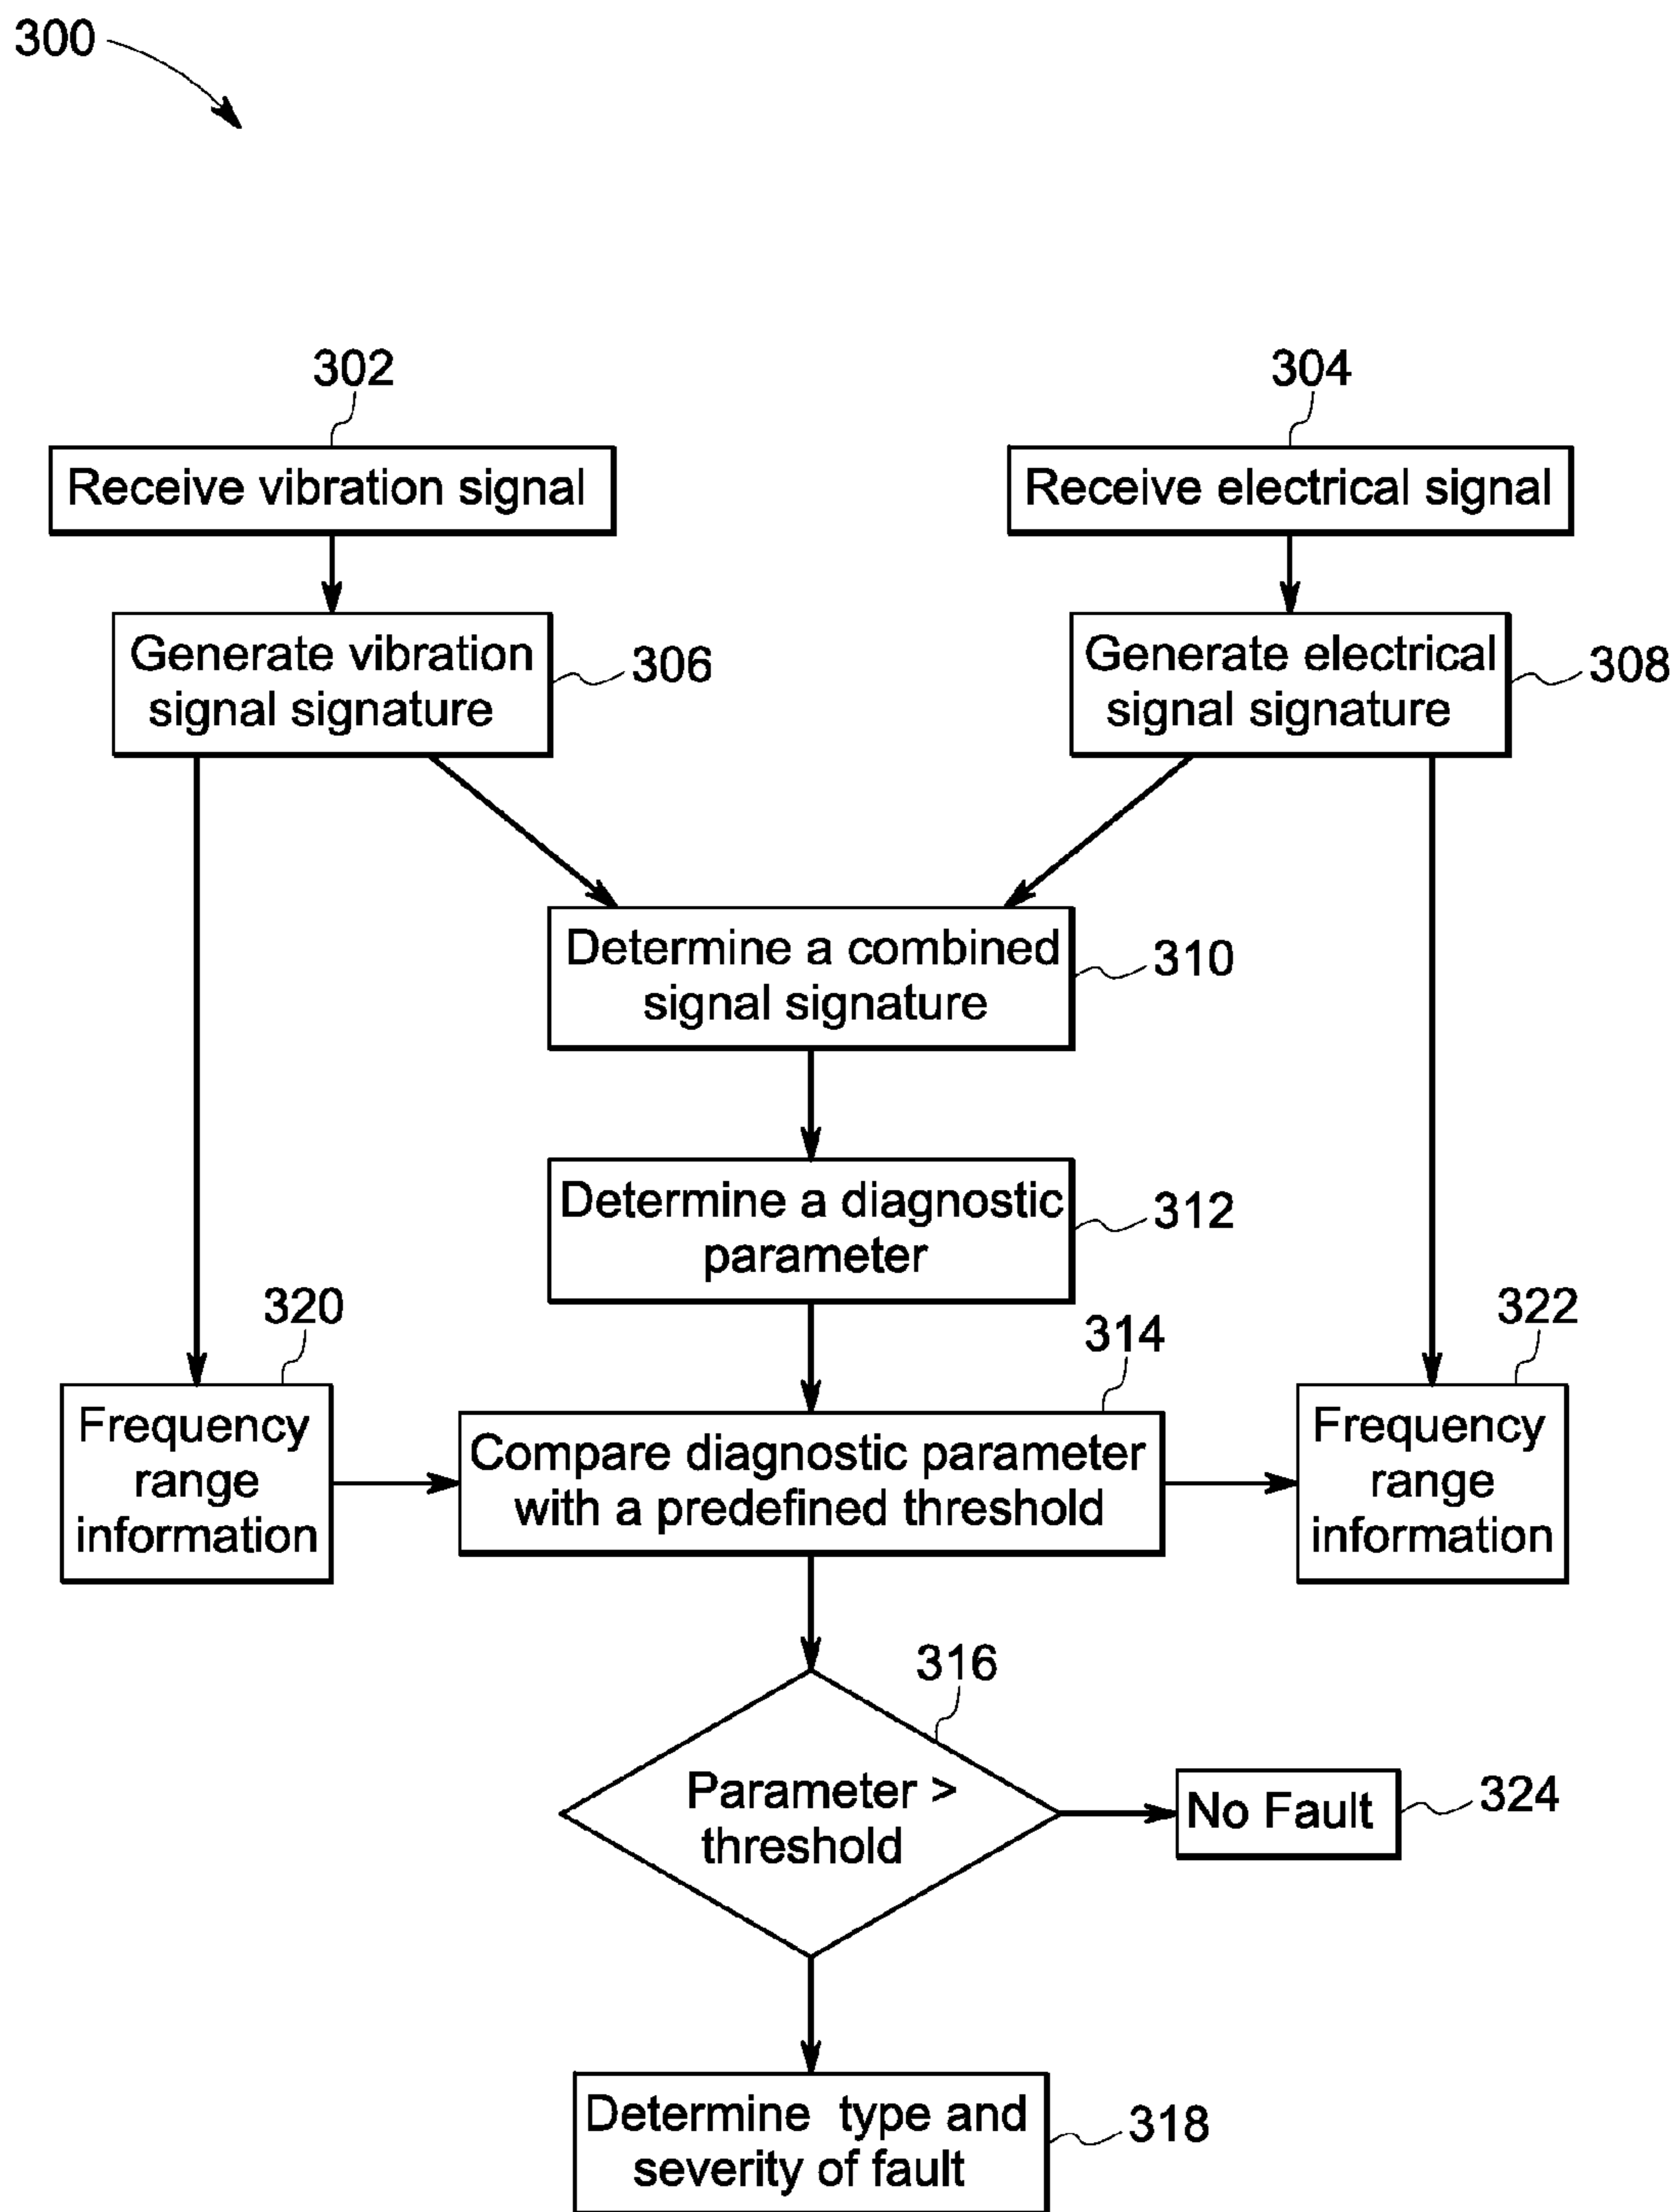 300
302
304
Receive vibration signal
Receive electrical signal
Generate vibration
signal signature
306
Generate electrical
signal signature
308
Determine a combined
signal signature
310
Determine a diagnostic
parameter
312
320
314
322
Frequency
range
information
Compare diagnostic parameter
with a predefined threshold
Frequency
range
information
316
Parameter >
threshold
No Fault
324
Determine type and
severity of fault
318